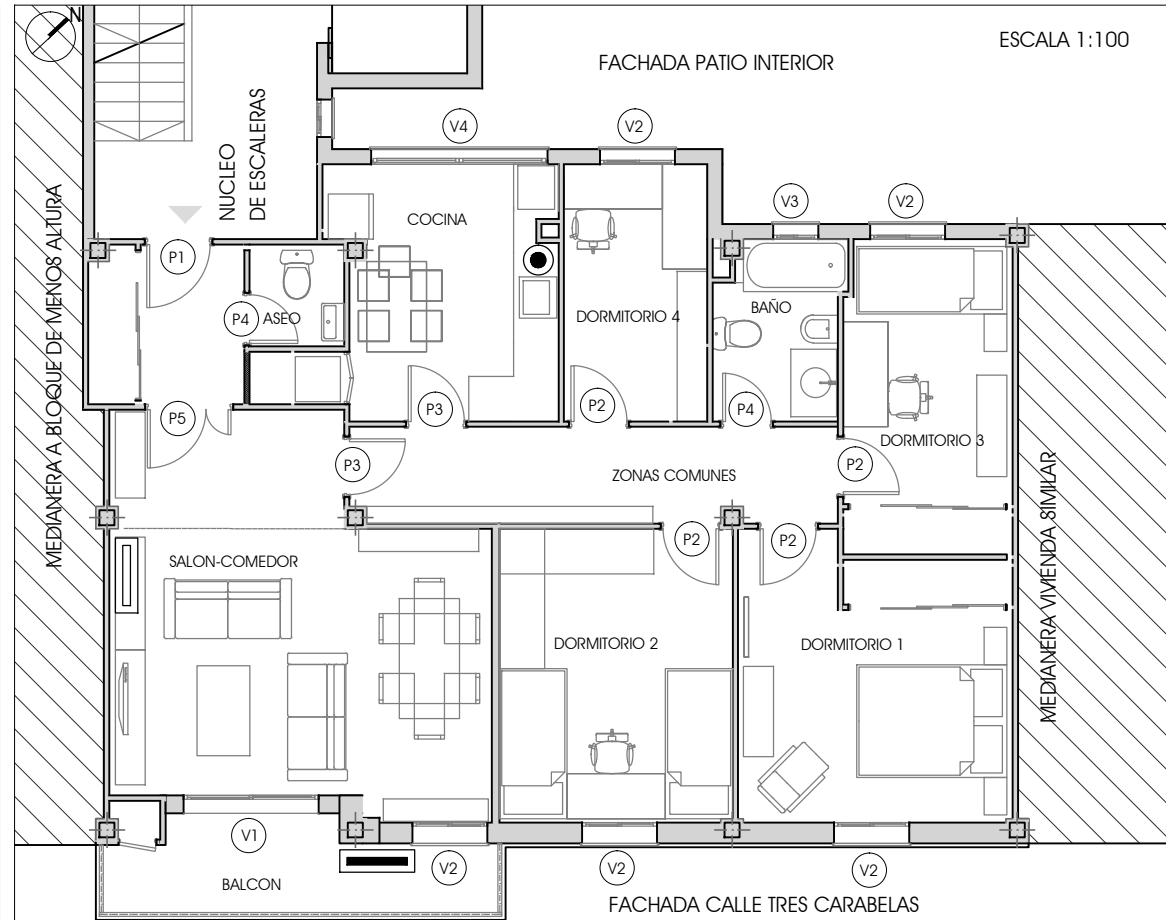 N
ESCALA 1:100
FACHADA PATIO INTERIOR
NUCLEO
DE ESCALERAS
MEDIANERA A BLOQUE DE MENOS ALTURA
V4
V2
V3
V2
COCINA
P1
P4
ASEO
DORMITORIO 4
BAÑO
P5
P3
P2
P4
DORMITORIO 3
P3
ZONAS COMUNES
P2
MEDIANERA VIVIENDA SIMILAR
P2
P2
SALON-COMEDOR
DORMITORIO 2
DORMITORIO 1
V1
V2
V2
V2
BALCON
FACHADA CALLE TRES CARABELAS